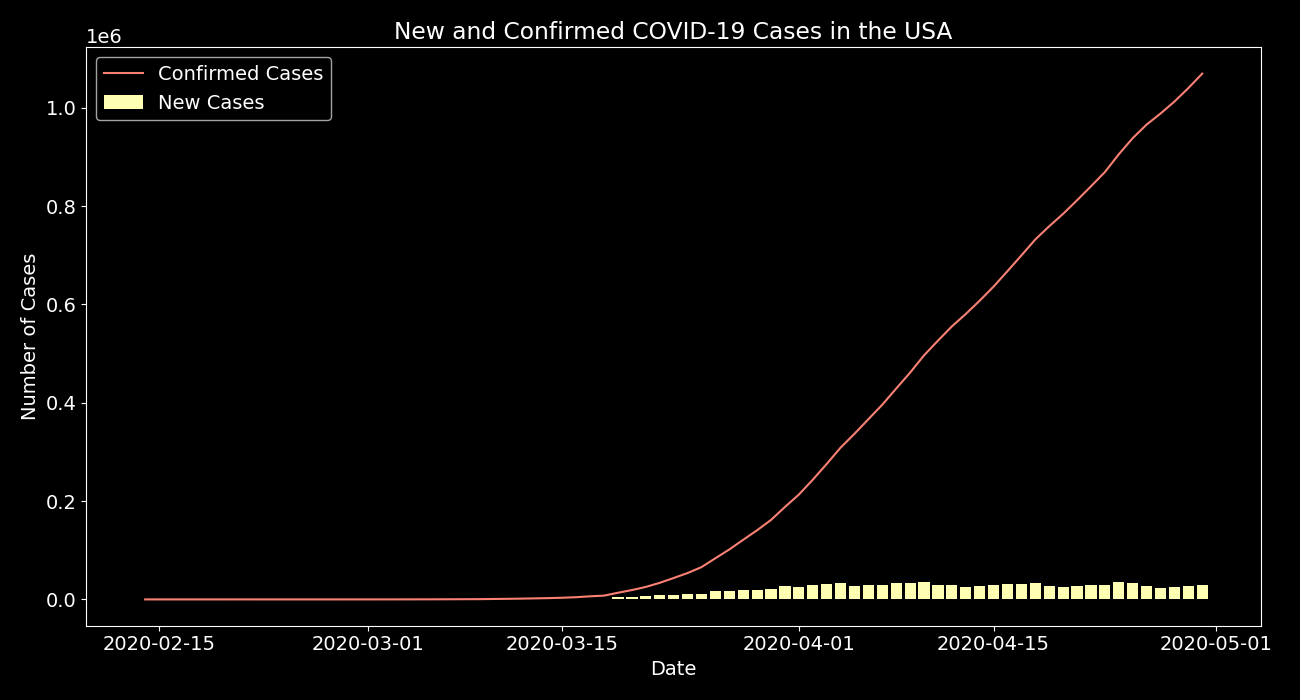 New and Confirmed COVID-19 Cases in the USA
1e6
Confirmed Cases
New Cases
1.0
0.8
0.6
0.4
0.2
0.0
Number of Cases
2020-02-15 2020-03-01 2020-03-15 2020-04-01 2020-04-15 2020-05-01
Date